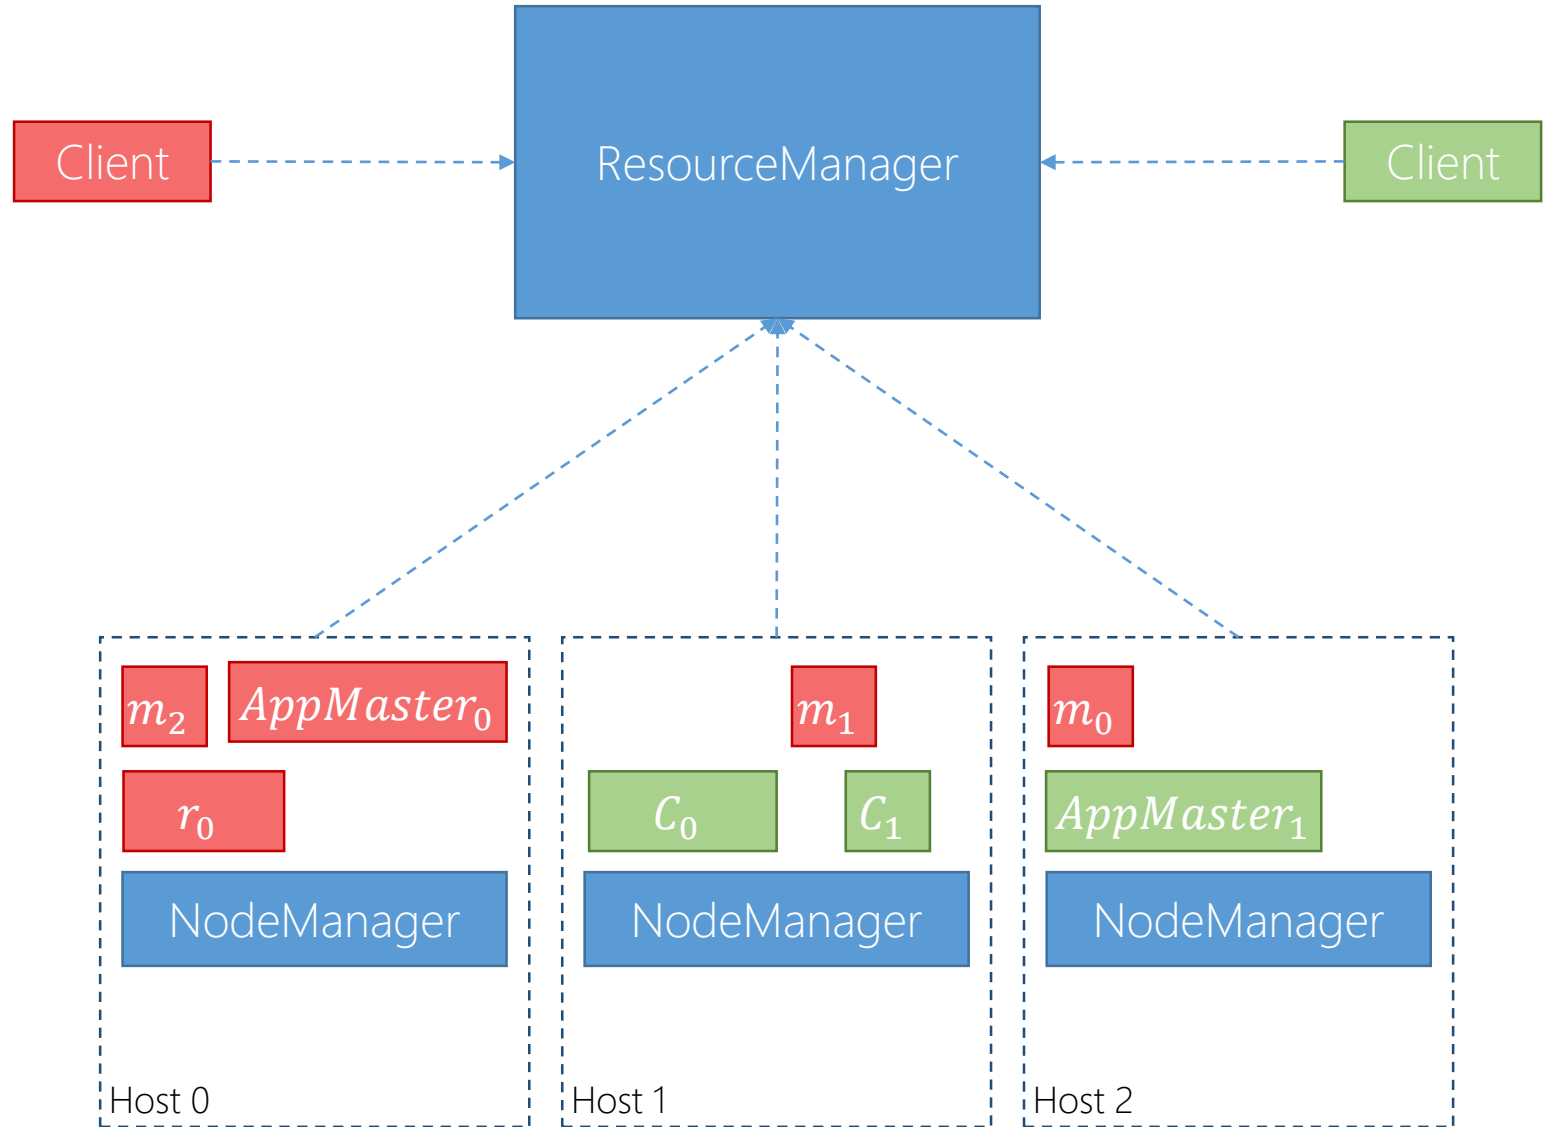 Client
ResourceManager
Client
m₂
AppMaster₀
r₀
NodeManager
Host 0
m₁
C₀
C₁
NodeManager
Host 1
m₀
AppMaster₁
NodeManager
Host 2